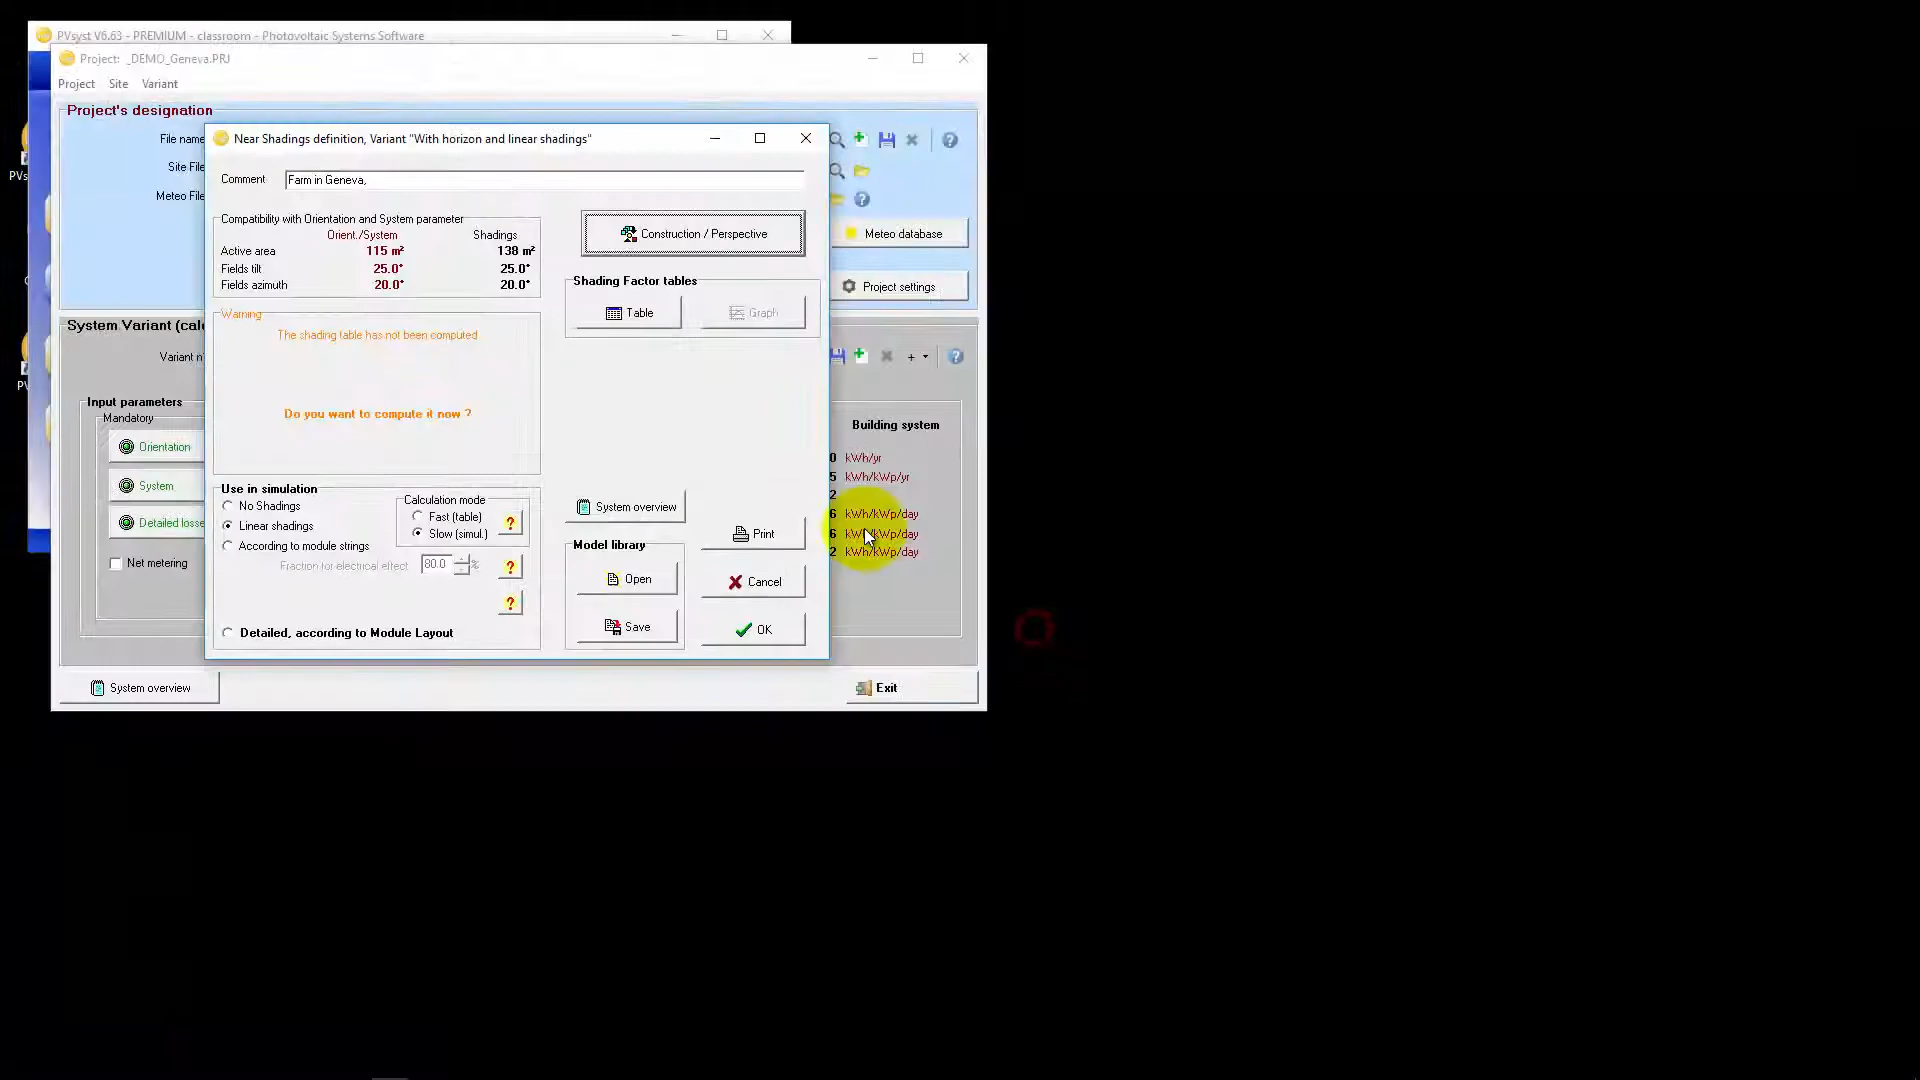 PVsyst V6.63 - PREMIUM - classroom - Photovoltaic Systems Software
Project: _DEMO_Geneva.PRJ
Project Site Variant
Project's designation
File name
Site File
Meteo File
Meteo database
Project settings
System Variant (calc
Variant n°
Input parameters
Mandatory
Orientation
System
Detailed losse
Net metering
Building system
0 kWh/yr
5 kWh/kWp/yr
2
6 kWh/kWp/day
6 kWh/kWp/day
2 kWh/kWp/day
System overview
Exit
PVs
PV
Near Shadings definition, Variant "With horizon and linear shadings"
Comment Farm in Geneva,
Compatibility with Orientation and System parameter
Orient./System Shadings
Active area 115 m² 138 m²
Fields tilt 25.0° 25.0°
Fields azimuth 20.0° 20.0°
Construction / Perspective
Shading Factor tables
Table Graph
Warning
The shading table has not been computed
Do you want to compute it now ?
Use in simulation
No Shadings
Linear shadings
According to module strings
Calculation mode
Fast (table)
Slow (simul.)
?
Fraction for electrical effect 80.0 %
?
?
Detailed, according to Module Layout
System overview
Model library
Open
Save
Print
Cancel
OK